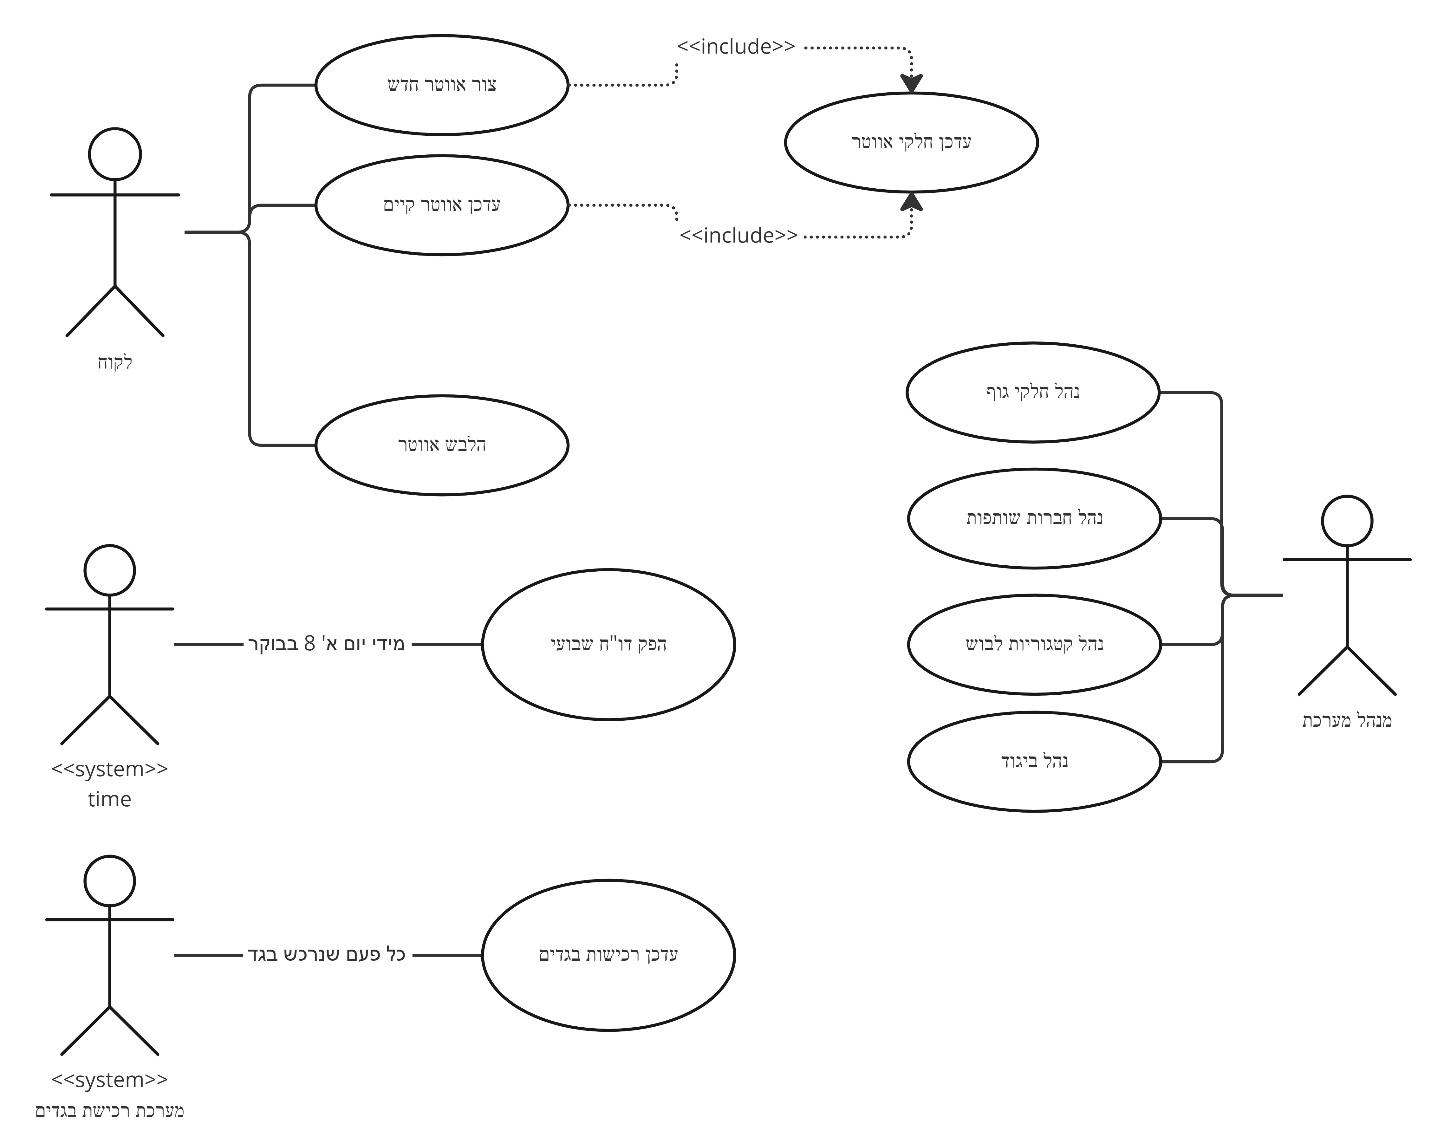 <<include>>
צור אווטר חדש
עדכן חלקי אווטר
עדכן אווטר קיים
<<include>>
לקוח
הלבש אווטר
נהל חלקי גוף
נהל חברות שותפות
נהל קטגוריות לבוש
נהל ביגוד
מנהל מערכת
מידי יום א' 8 בבוקר
הפק דו"ח שבועי
<<system>>
time
כל פעם שנרכש בגד
עדכן רכישות בגדים
<<system>>
מערכת רכישת בגדים